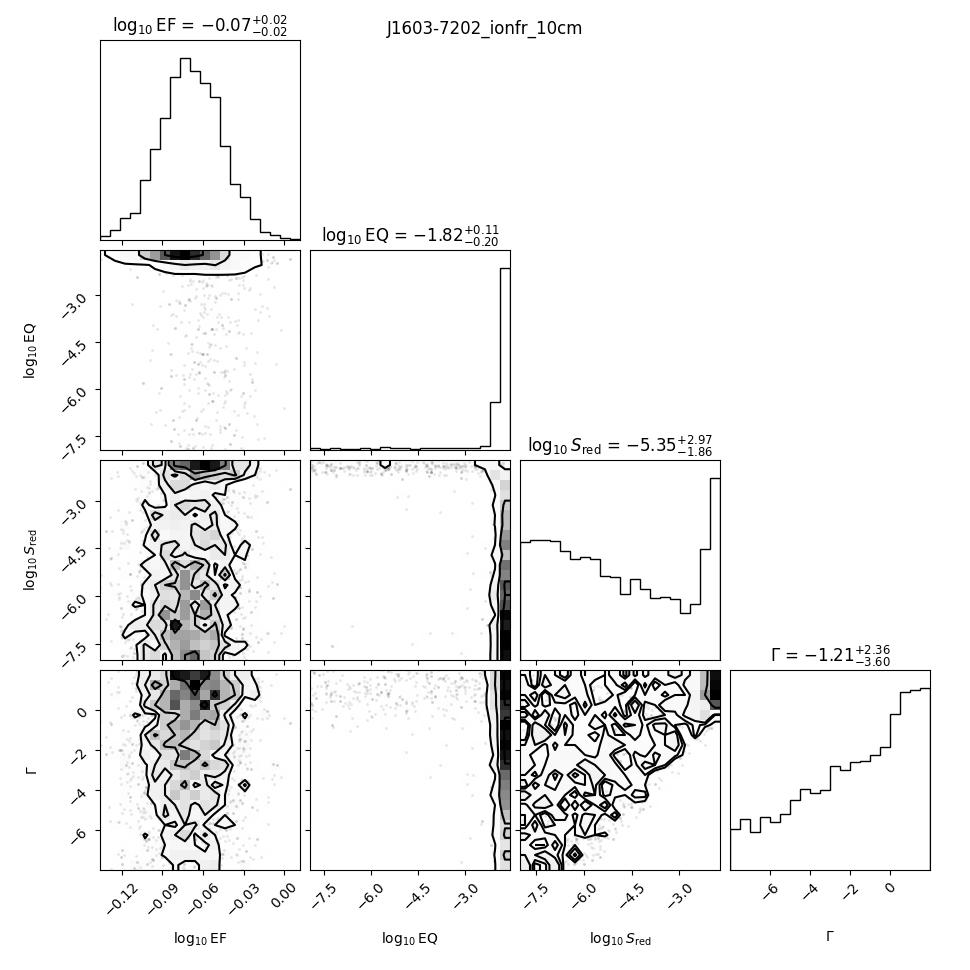 log₁₀ EF = −0.07 +0.02 −0.02
J1603-7202_ionfr_10cm
log₁₀ EQ = −1.82 +0.11 −0.20
log₁₀ EQ
−3.0
−4.5
−6.0
−7.5
log₁₀ S_red = −5.35 +2.97 −1.86
log₁₀ S_red
−3.0
−4.5
−6.0
−7.5
Γ = −1.21 +2.36 −3.60
Γ
0
−2
−4
−6
−0.12 −0.09 −0.06 −0.03 0.00
−7.5 −6.0 −4.5 −3.0
−7.5 −6.0 −4.5 −3.0
−6 −4 −2 0
log₁₀ EF
log₁₀ EQ
log₁₀ S_red
Γ